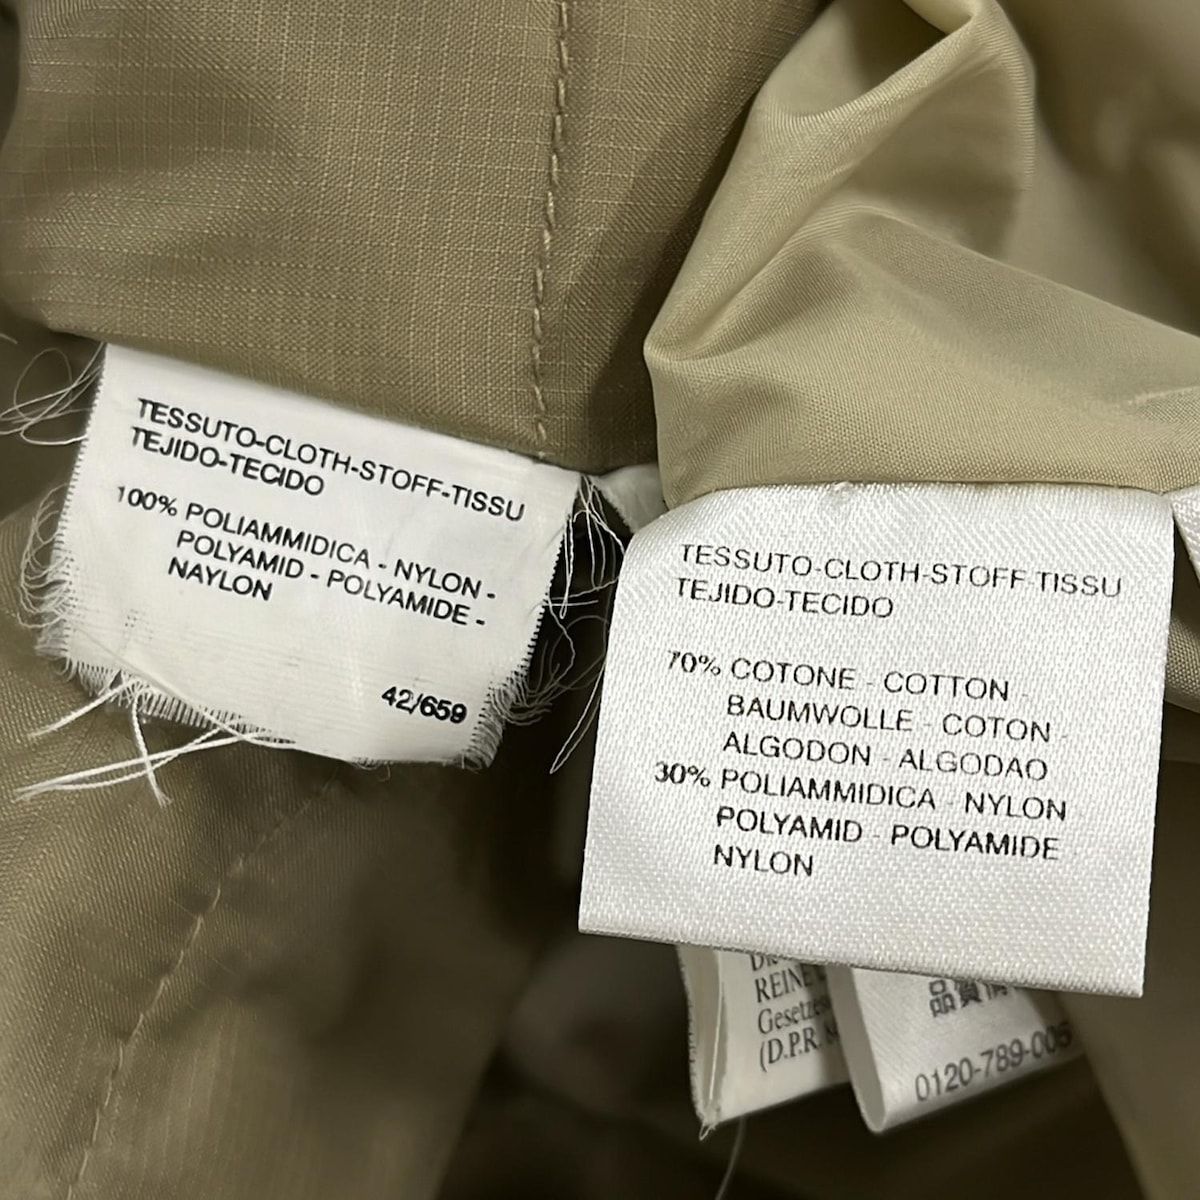 TESSUTO-CLOTH-STOFF-TISSU
TEJIDO-TECIDO
100% POLIAMMIDICA - NYLON -
POLYAMID - POLYAMIDE -
NAYLON
42/659
TESSUTO-CLOTH-STOFF-TISSU
TEJIDO-TECIDO
70% COTONE - COTTON -
BAUMWOLLE - COTON -
ALGODON - ALGODAO
30% POLIAMMIDICA - NYLON -
POLYAMID - POLYAMIDE
NYLON
REINE
Gesetzes
(D.P.R.
品質
0120-789-005